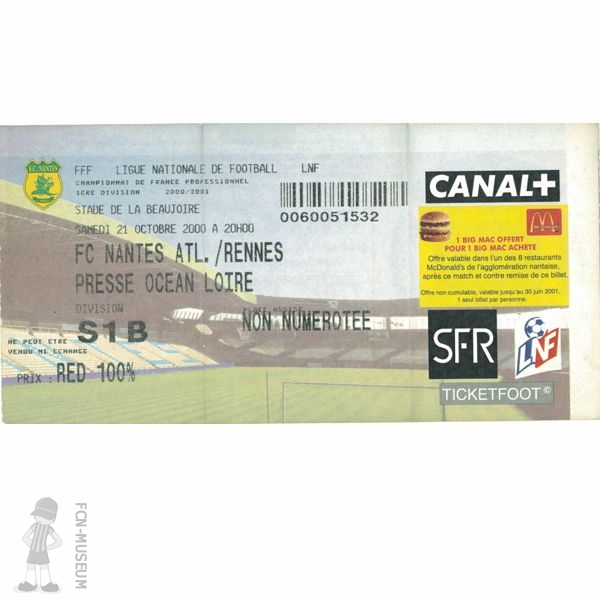 F.C. NANTES
FFF LIGUE NATIONALE DE FOOTBALL LNF
CHAMPIONNAT DE FRANCE PROFESSIONNEL
1ERE DIVISION 2000/2001
STADE DE LA BEAUJOIRE
SAMEDI 21 OCTOBRE 2000 A 20H00
0060051532
FC NANTES ATL./RENNES
PRESSE OCEAN LOIRE
DIVISION
S1B NON NUMEROTEE
NE PEUT ETRE
VENDU NI ECHANGE
PRIX : RED 100%
CANAL+
1 BIG MAC OFFERT
POUR 1 BIG MAC ACHETE
Offre valable dans l'un des 8 restaurants
McDonald's de l'agglomération nantaise,
après ce match et contre remise de ce billet.
Offre non cumulable, valable jusqu'au 30 juin 2001.
1 seul billet par personne.
SFR
LNF
TICKETFOOT©
FCN-MUSEUM